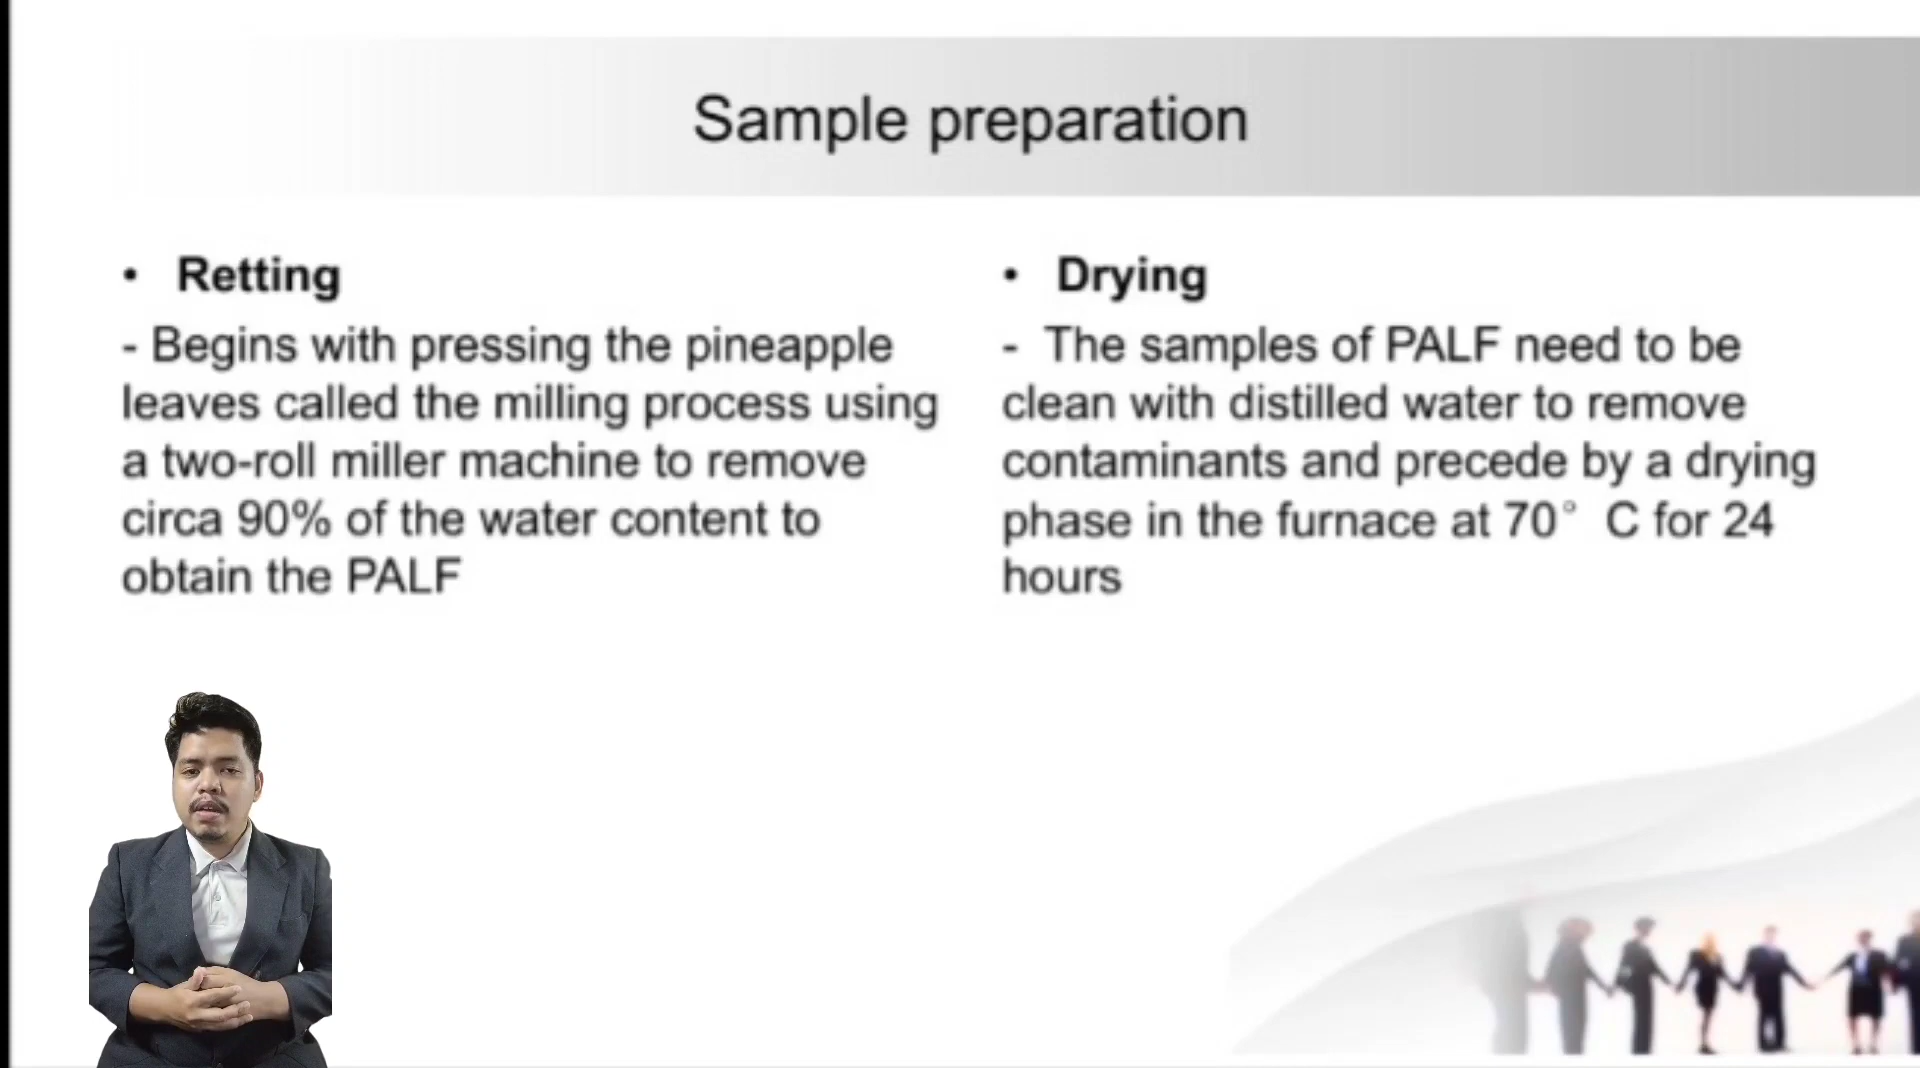 Sample preparation
• Retting
- Begins with pressing the pineapple
leaves called the milling process using
a two-roll miller machine to remove
circa 90% of the water content to
obtain the PALF
• Drying
- The samples of PALF need to be
clean with distilled water to remove
contaminants and precede by a drying
phase in the furnace at 70° C for 24
hours